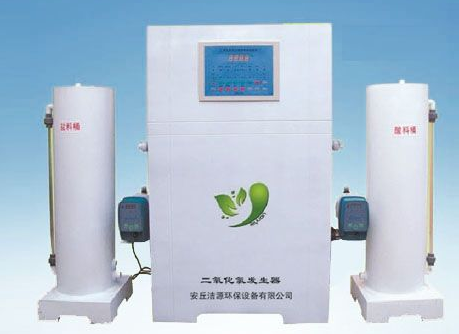 盐料桶
酸料桶
二氧化氯发生器
安丘洁源环保设备有限公司